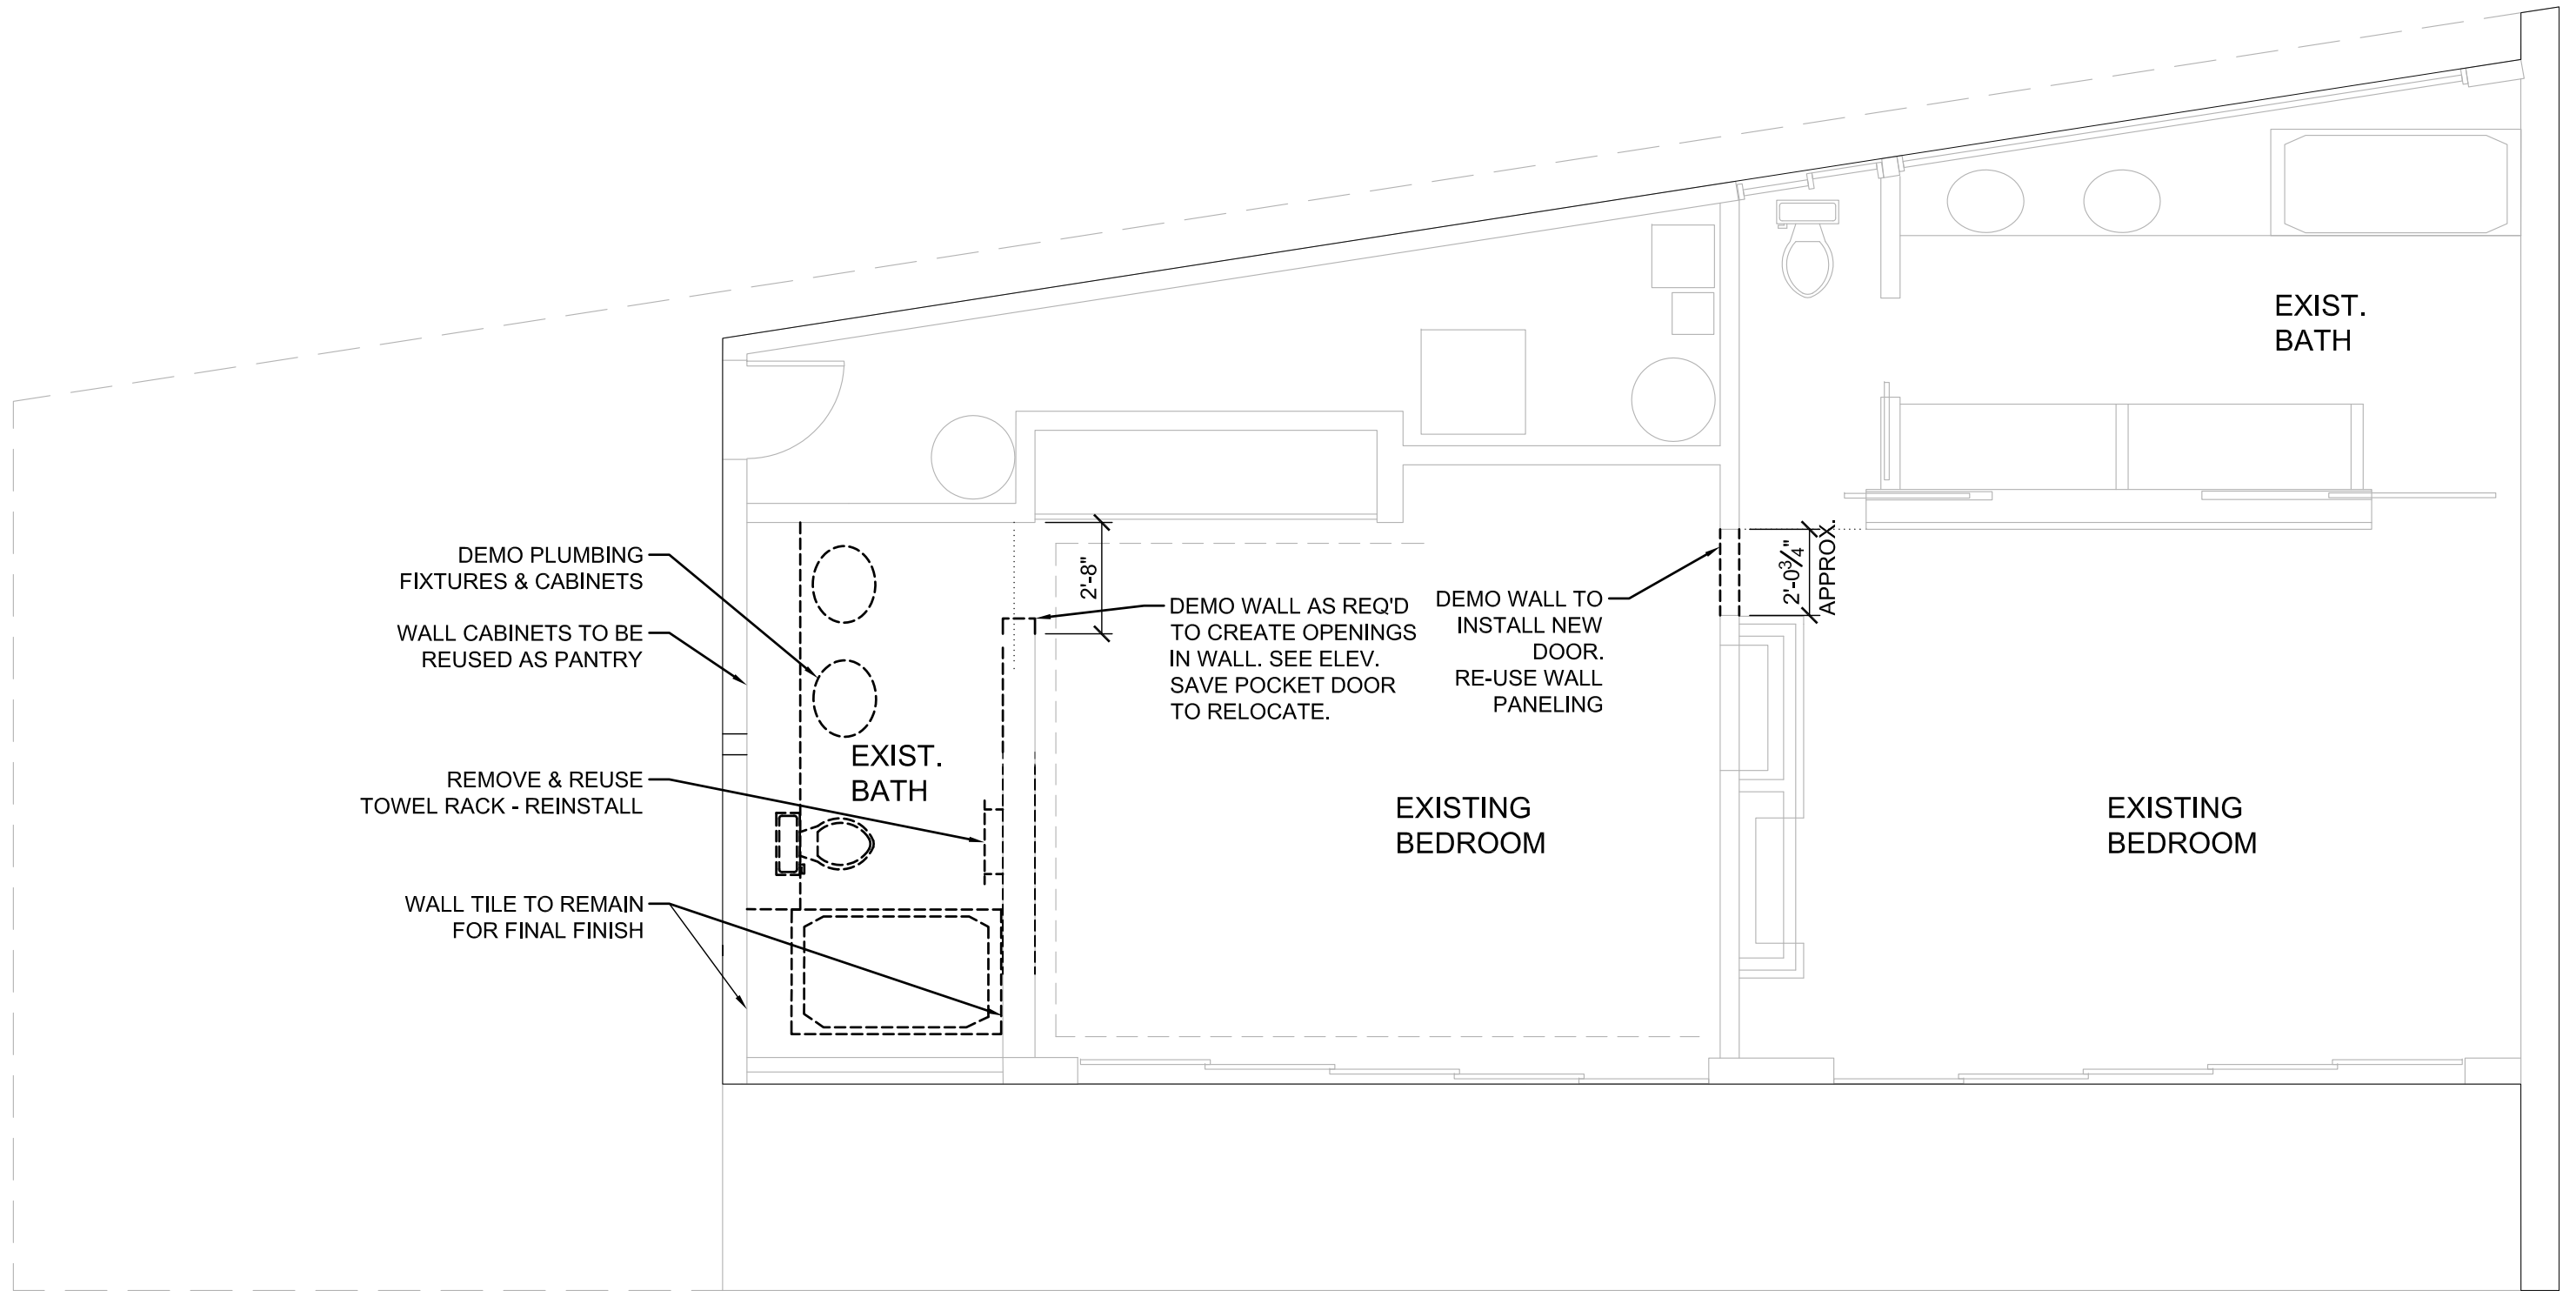 EXIST.
BATH
DEMO PLUMBING
FIXTURES & CABINETS
WALL CABINETS TO BE
REUSED AS PANTRY
REMOVE & REUSE
TOWEL RACK - REINSTALL
WALL TILE TO REMAIN
FOR FINAL FINISH
EXIST.
BATH
2'-8"
DEMO WALL AS REQ'D
TO CREATE OPENINGS
IN WALL. SEE ELEV.
SAVE POCKET DOOR
TO RELOCATE.
DEMO WALL TO
INSTALL NEW
DOOR.
RE-USE WALL
PANELING
2'-0¾"
APPROX.
EXISTING
BEDROOM
EXISTING
BEDROOM